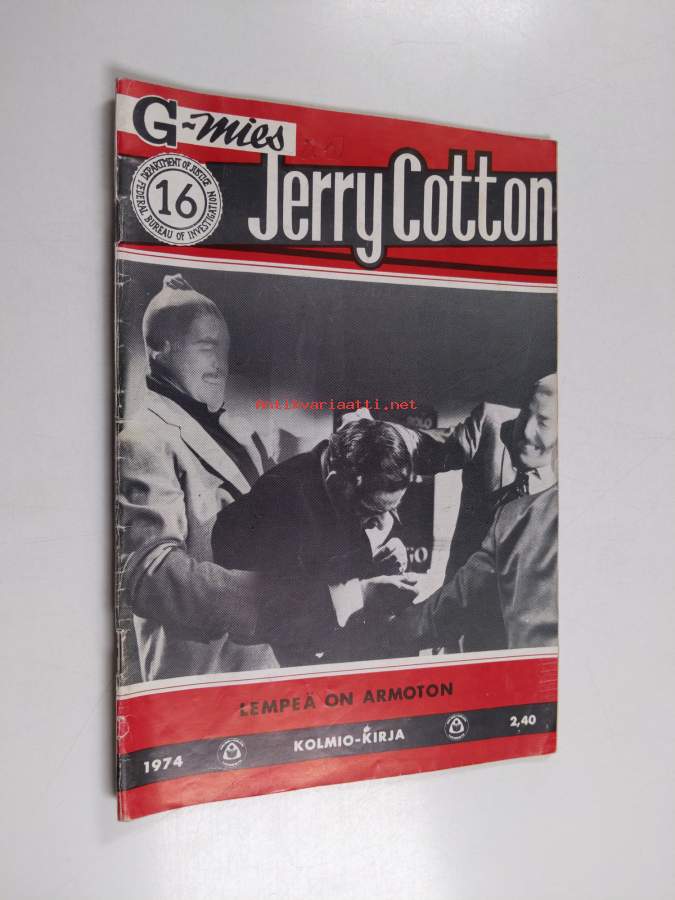 G-mies
DEPARTMENT OF JUSTICE
16
FEDERAL BUREAU OF INVESTIGATION
Jerry Cotton
antikvariaatti.net
LEMPEÄ ON ARMOTON
1974 KOLMIO-KIRJA 2,40